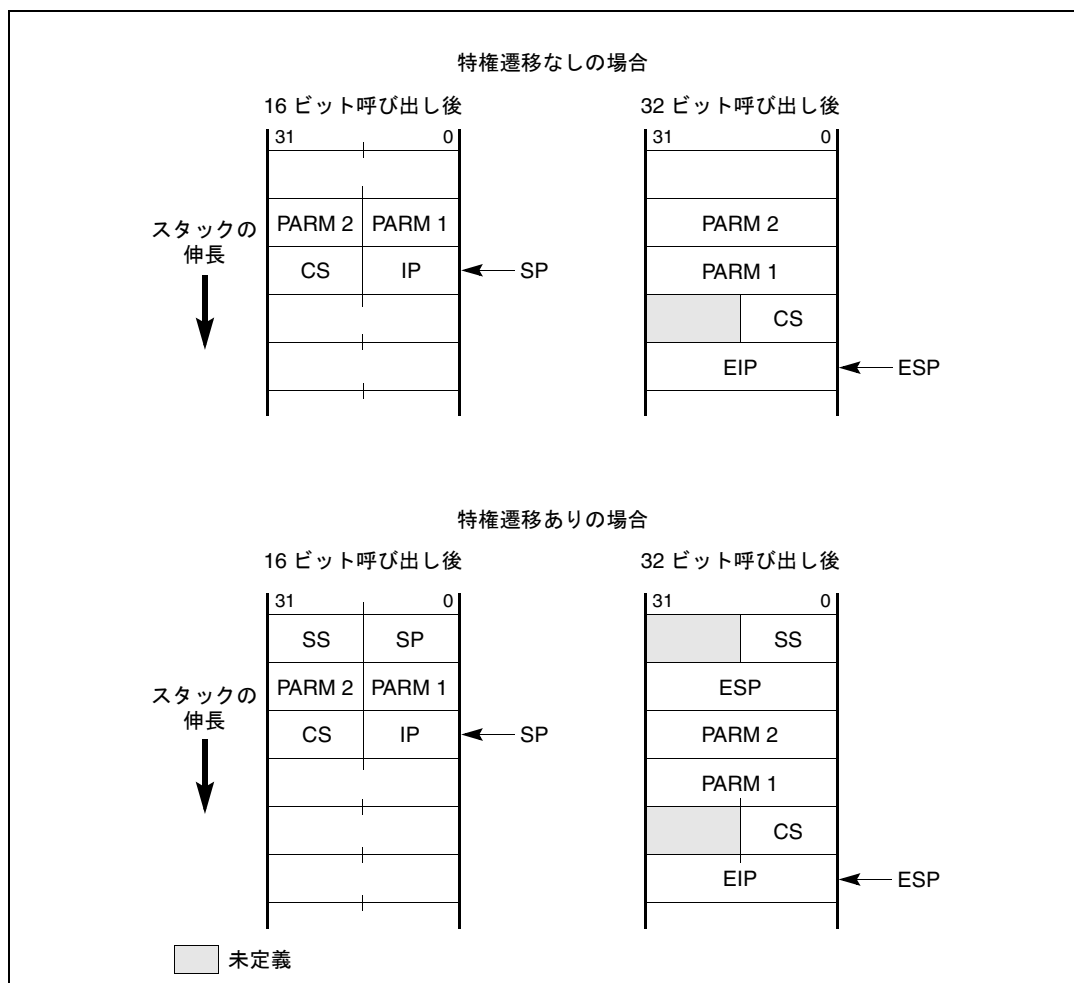 特権遷移なしの場合
16 ビット呼び出し後
31 0
PARM 2 PARM 1
CS IP
SP
スタックの
伸長
32 ビット呼び出し後
31 0
PARM 2
PARM 1
CS
EIP
ESP
特権遷移ありの場合
16 ビット呼び出し後
31 0
SS SP
PARM 2 PARM 1
CS IP
SP
スタックの
伸長
32 ビット呼び出し後
31 0
SS
ESP
PARM 2
PARM 1
CS
EIP
ESP
未定義